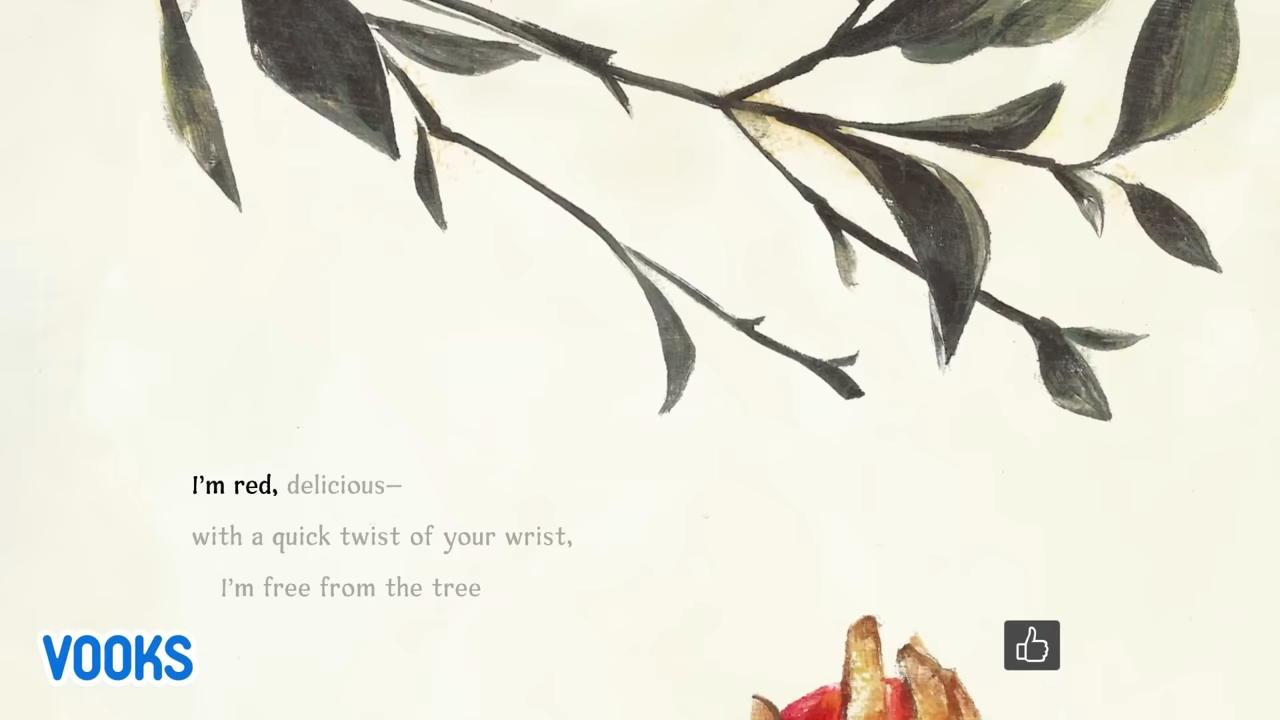 I'm red, delicious—
with a quick twist of your wrist,
I'm free from the tree
VOOKS